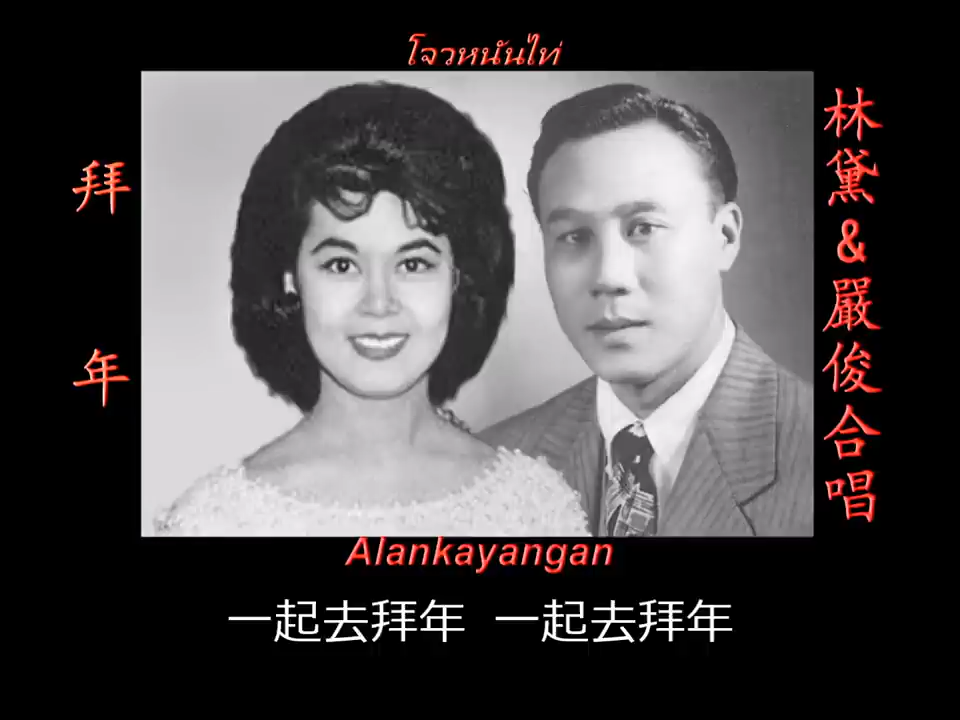 โจวหนันไท่
拜年
林黛&嚴俊合唱
Alankayangan
一起去拜年 一起去拜年